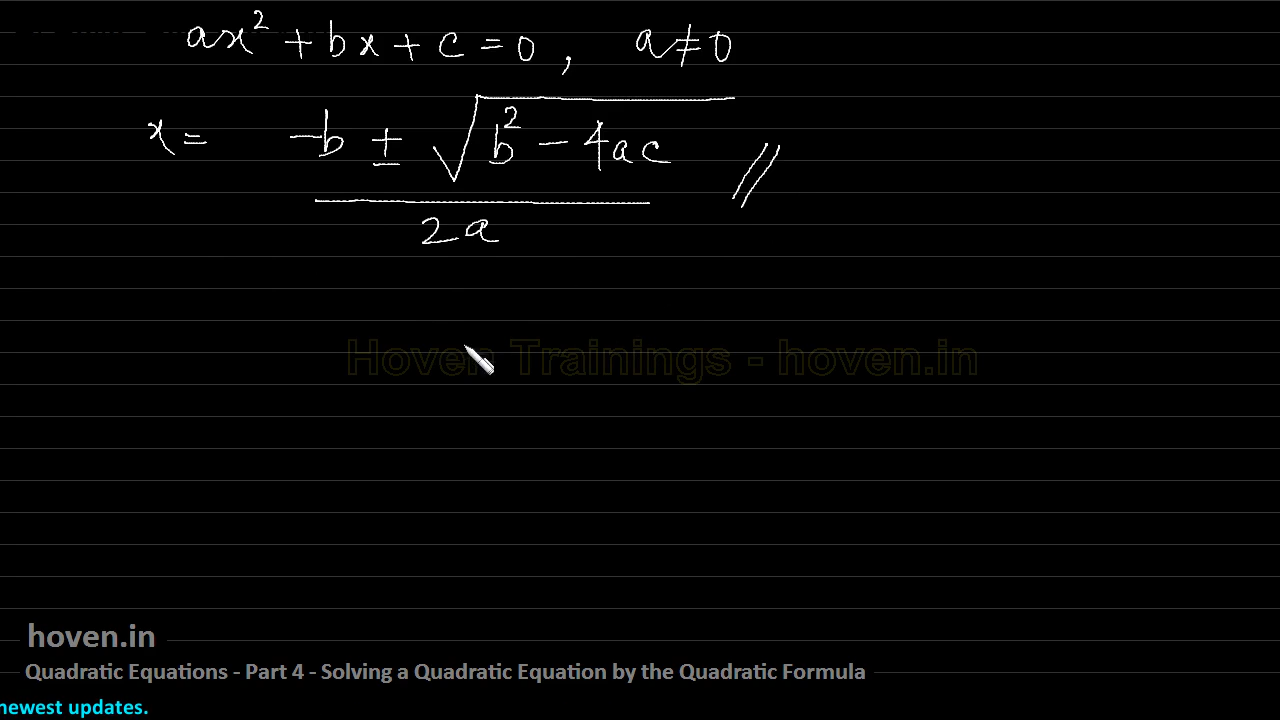 ax² + bx + c = 0, a ≠ 0
x = -b ± √(b² - 4ac) / 2a //
Hoven Trainings - hoven.in
hoven.in
Quadratic Equations - Part 4 - Solving a Quadratic Equation by the Quadratic Formula
newest updates.